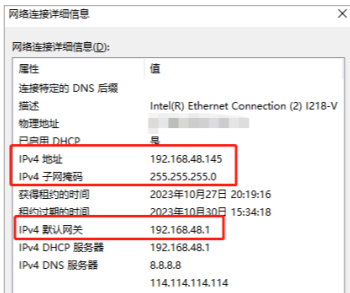 网络连接详细信息
网络连接详细信息(D):
属性 值
连接特定的 DNS 后缀
描述 Intel(R) Ethernet Connection (2) I218-V
物理地址
已启用 DHCP 是
IPv4 地址 192.168.48.145
IPv4 子网掩码 255.255.255.0
获得租约的时间 2023年10月27日 20:19:16
租约过期的时间 2023年10月30日 15:34:18
IPv4 默认网关 192.168.48.1
IPv4 DHCP 服务器 192.168.48.1
IPv4 DNS 服务器 8.8.8.8
114.114.114.114